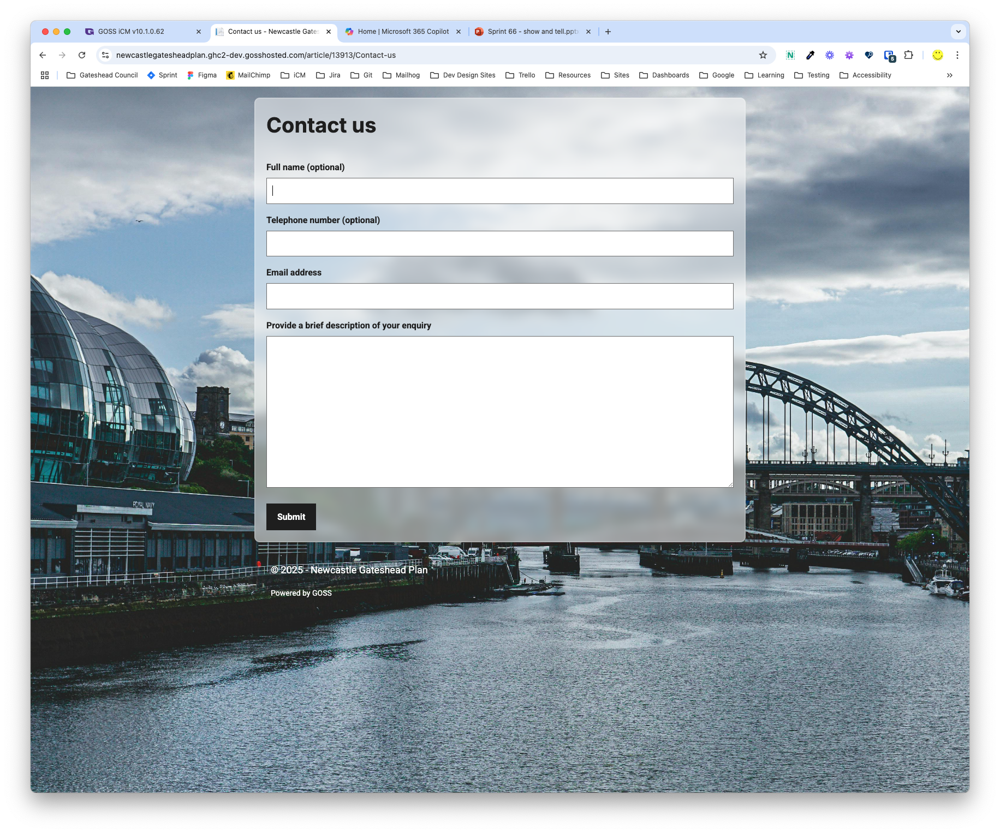 GOSS iCM v10.1.0.62
Contact us - Newcastle Gates
Home | Microsoft 365 Copilot
Sprint 66 - show and tell.pptx
newcastlegatesheadplan.ghc2-dev.gosshosted.com/article/13913/Contact-us
N
5
Gateshead Council
Sprint
Figma
MailChimp
iCM
Jira
Git
Mailhog
Dev Design Sites
Trello
Resources
Sites
Dashboards
Google
Learning
Testing
Accessibility
Contact us
Full name (optional)
Telephone number (optional)
Email address
Provide a brief description of your enquiry
Submit
ROYAL NAVY
© 2025 - Newcastle Gateshead Plan
Powered by GOSS